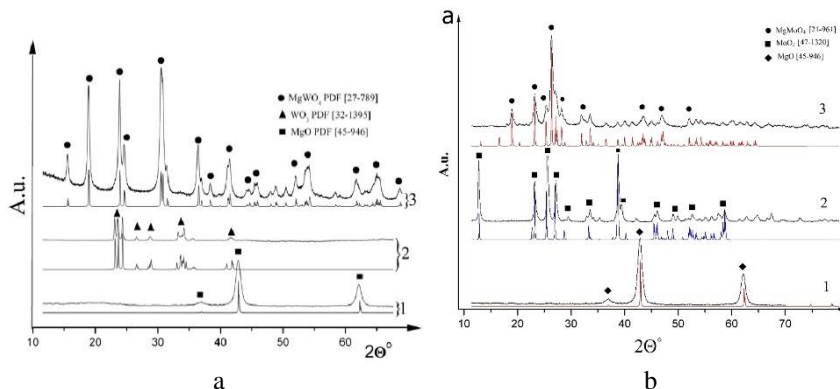 A.u.
MgWO₄ PDF [27-789]
WO₃ PDF [32-1395]
MgO PDF [45-946]
3
2
1
10 20 30 40 50 60
2Θ°
a
a
A.u.
MgMoO₄ [21-961]
MoO₃ [47-1320]
MgO [45-946]
3
2
1
10 20 30 40 50 60 70
2Θ°
b